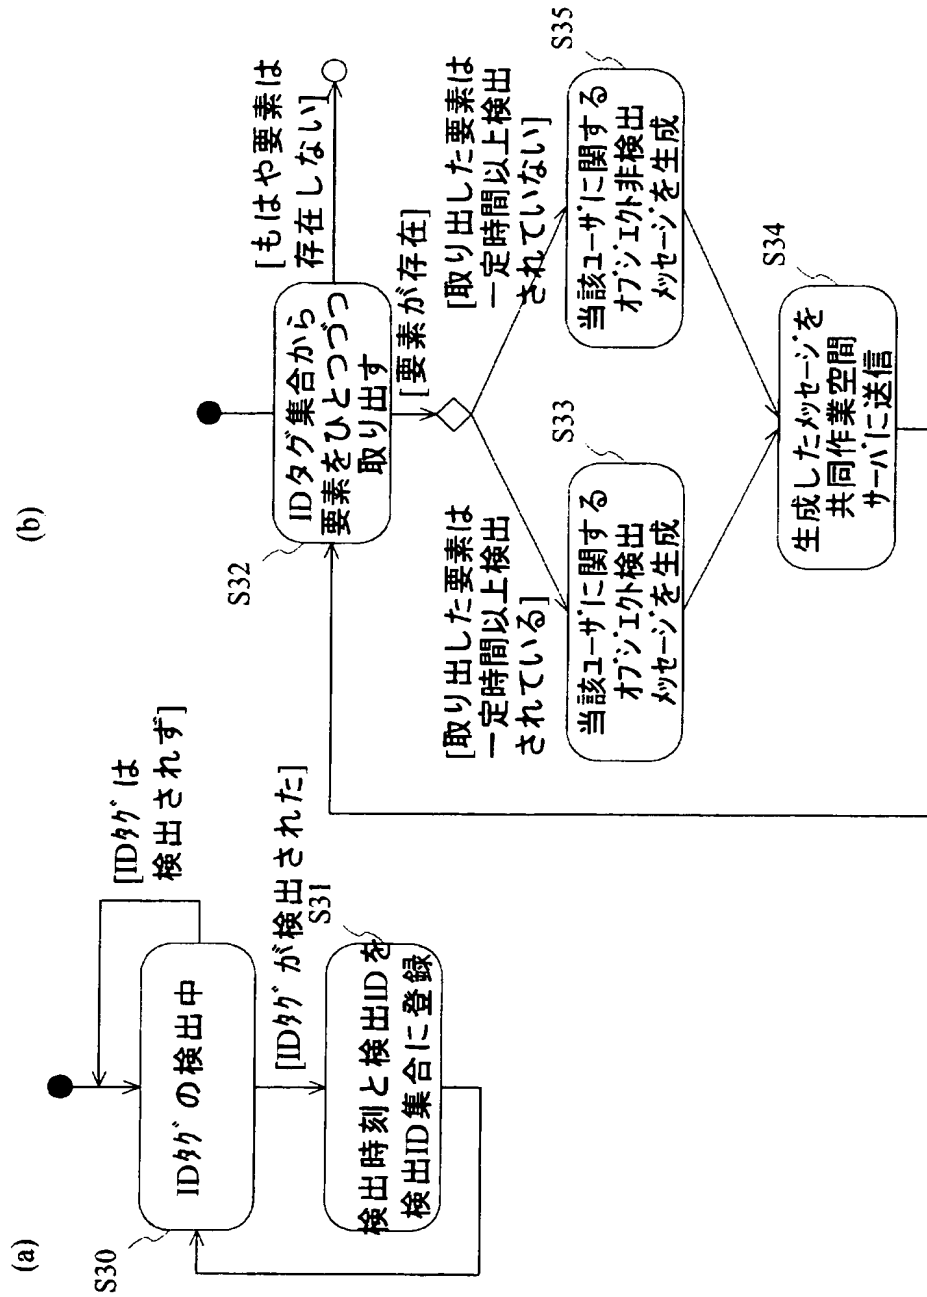 (a)
S30
IDタグの検出中
[IDタグは
検出されず]
[IDタグが検出された]
S31
検出時刻と検出IDを
検出ID集合に登録
(b)
S32
IDタグ集合から
要素をひとつづつ
取り出す
[もはや要素は
存在しない]
[要素が存在]
[取り出した要素は
一定時間以上検出
されている]
S33
当該ユーザに関する
オブジェクト検出
メッセージを生成
[取り出した要素は
一定時間以上検出
されていない]
S35
当該ユーザに関する
オブジェクト非検出
メッセージを生成
S34
生成したメッセージを
共同作業空間
サーバに送信